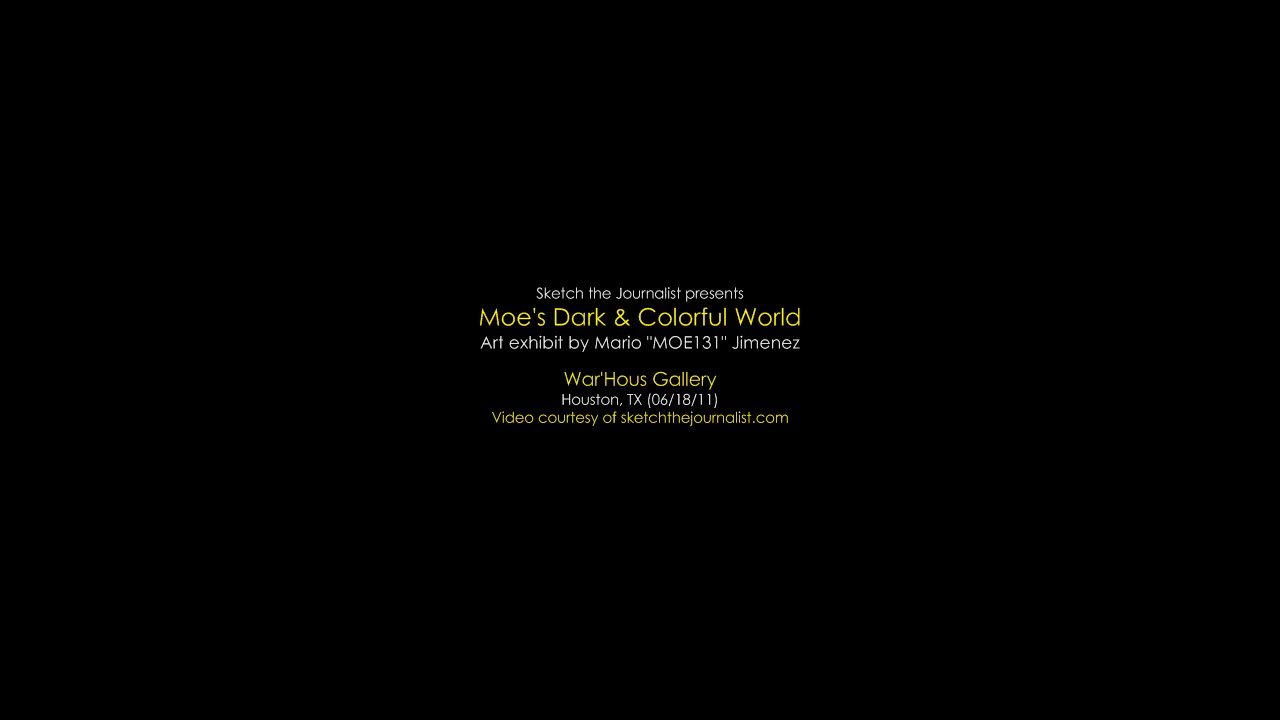 Sketch the Journalist presents
Moe's Dark & Colorful World
Art exhibit by Mario "MOE131" Jimenez
War'Hous Gallery
Houston, TX (06/18/11)
Video courtesy of sketchthejournalist.com